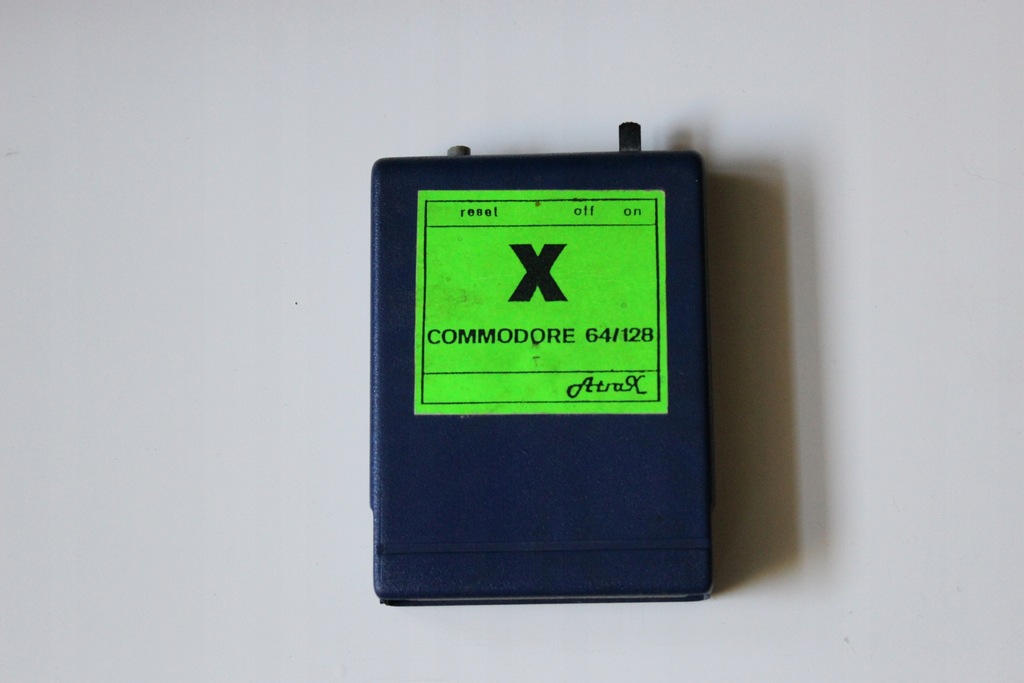 reset off on
X
COMMODORE 64/128
AtraX